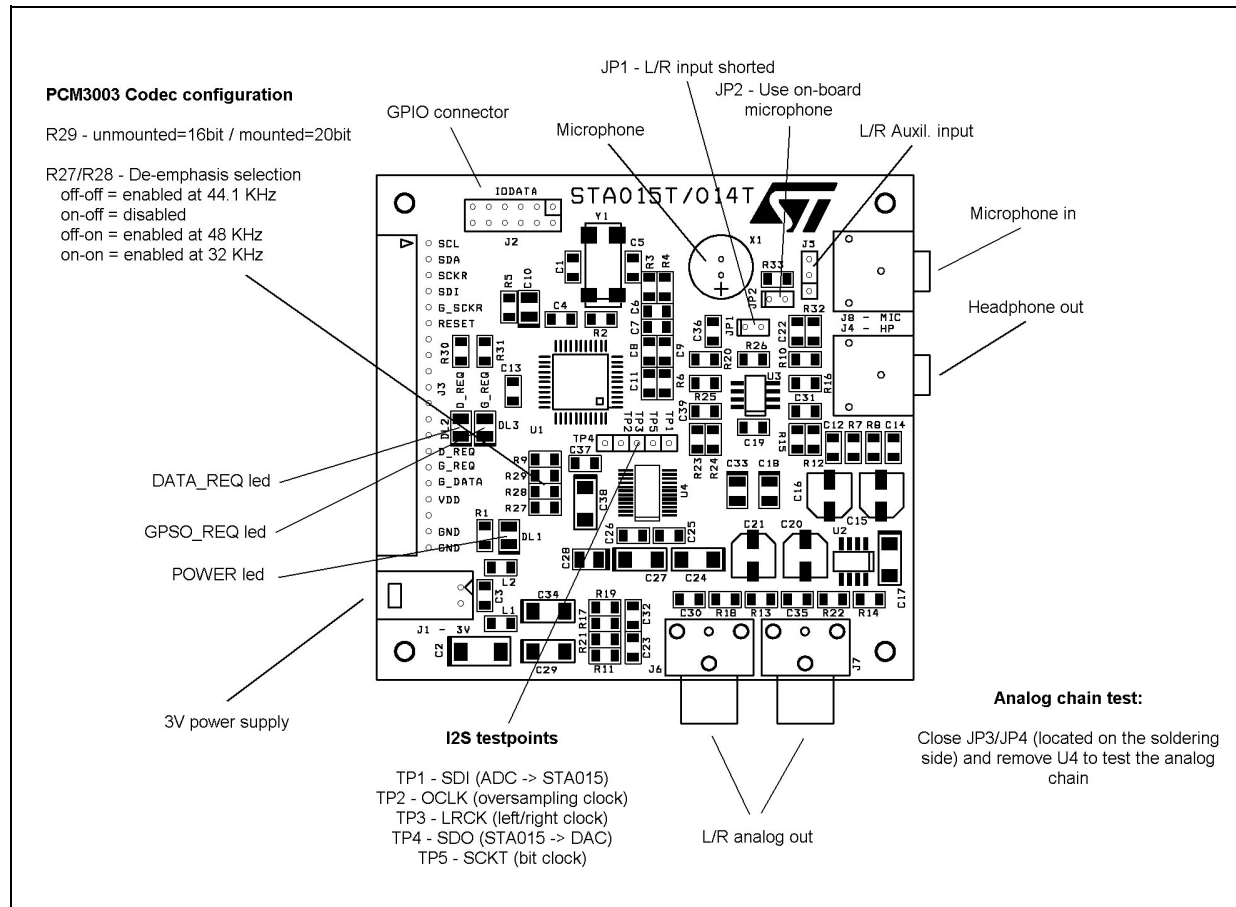 JP1 - L/R input shorted
JP2 - Use on-board
microphone
PCM3003 Codec configuration
GPIO connector
Microphone
L/R Auxil. input
R29 - unmounted=16bit / mounted=20bit
R27/R28 - De-emphasis selection
off-off = enabled at 44.1 KHz
on-off = disabled
off-on = enabled at 48 KHz
on-on = enabled at 32 KHz
Microphone in
Headphone out
IODATA
STA015T/014T
ST
J2
Y1
X1
J5
SCL
SDA
SCKR
SDI
G_SCKR
RESET
C1
C5
R3
R4
R33
JP2
R5
C10
C4
R2
C6
C7
C36
JP1
C22
R32
J8 - MIC
J4 - HP
R30
R31
C8
C9
R20
R26
R10
J3
D_REQ
G_REQ
C13
C11
R6
U3
R16
DL2
DL3
U1
C39
R25
C31
TP4
TP2
TP3
TP5
TP1
C19
R15
C12
R7
R8
C14
D_REQ
G_REQ
G_DATA
VDD
GND
GND
R9
R29
R28
R27
C37
C38
U4
R23
R24
C33
C18
R12
C16
C15
R1
DL1
C26
C25
C21
C20
U2
C28
C27
C24
C17
L2
C3
L1
C34
R19
R17
R21
R11
C32
C23
C30
R18
R13
C35
R22
R14
J1 - 3V
C2
C29
J6
J7
DATA_REQ led
GPSO_REQ led
POWER led
3V power supply
I2S testpoints
TP1 - SDI (ADC -> STA015)
TP2 - OCLK (oversampling clock)
TP3 - LRCK (left/right clock)
TP4 - SDO (STA015 -> DAC)
TP5 - SCKT (bit clock)
L/R analog out
Analog chain test:
Close JP3/JP4 (located on the soldering
side) and remove U4 to test the analog
chain